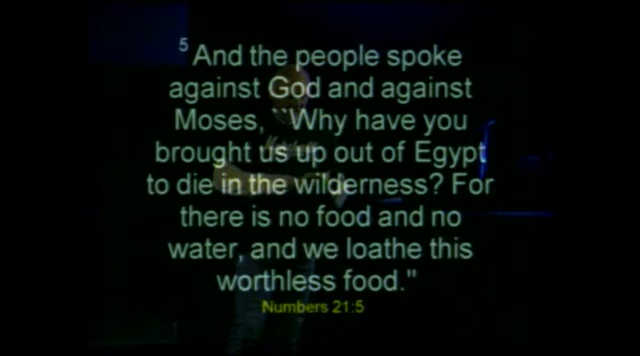 5 And the people spoke
against God and against
Moses, ``Why have you
brought us up out of Egypt
to die in the wilderness? For
there is no food and no
water, and we loathe this
worthless food."
Numbers 21:5